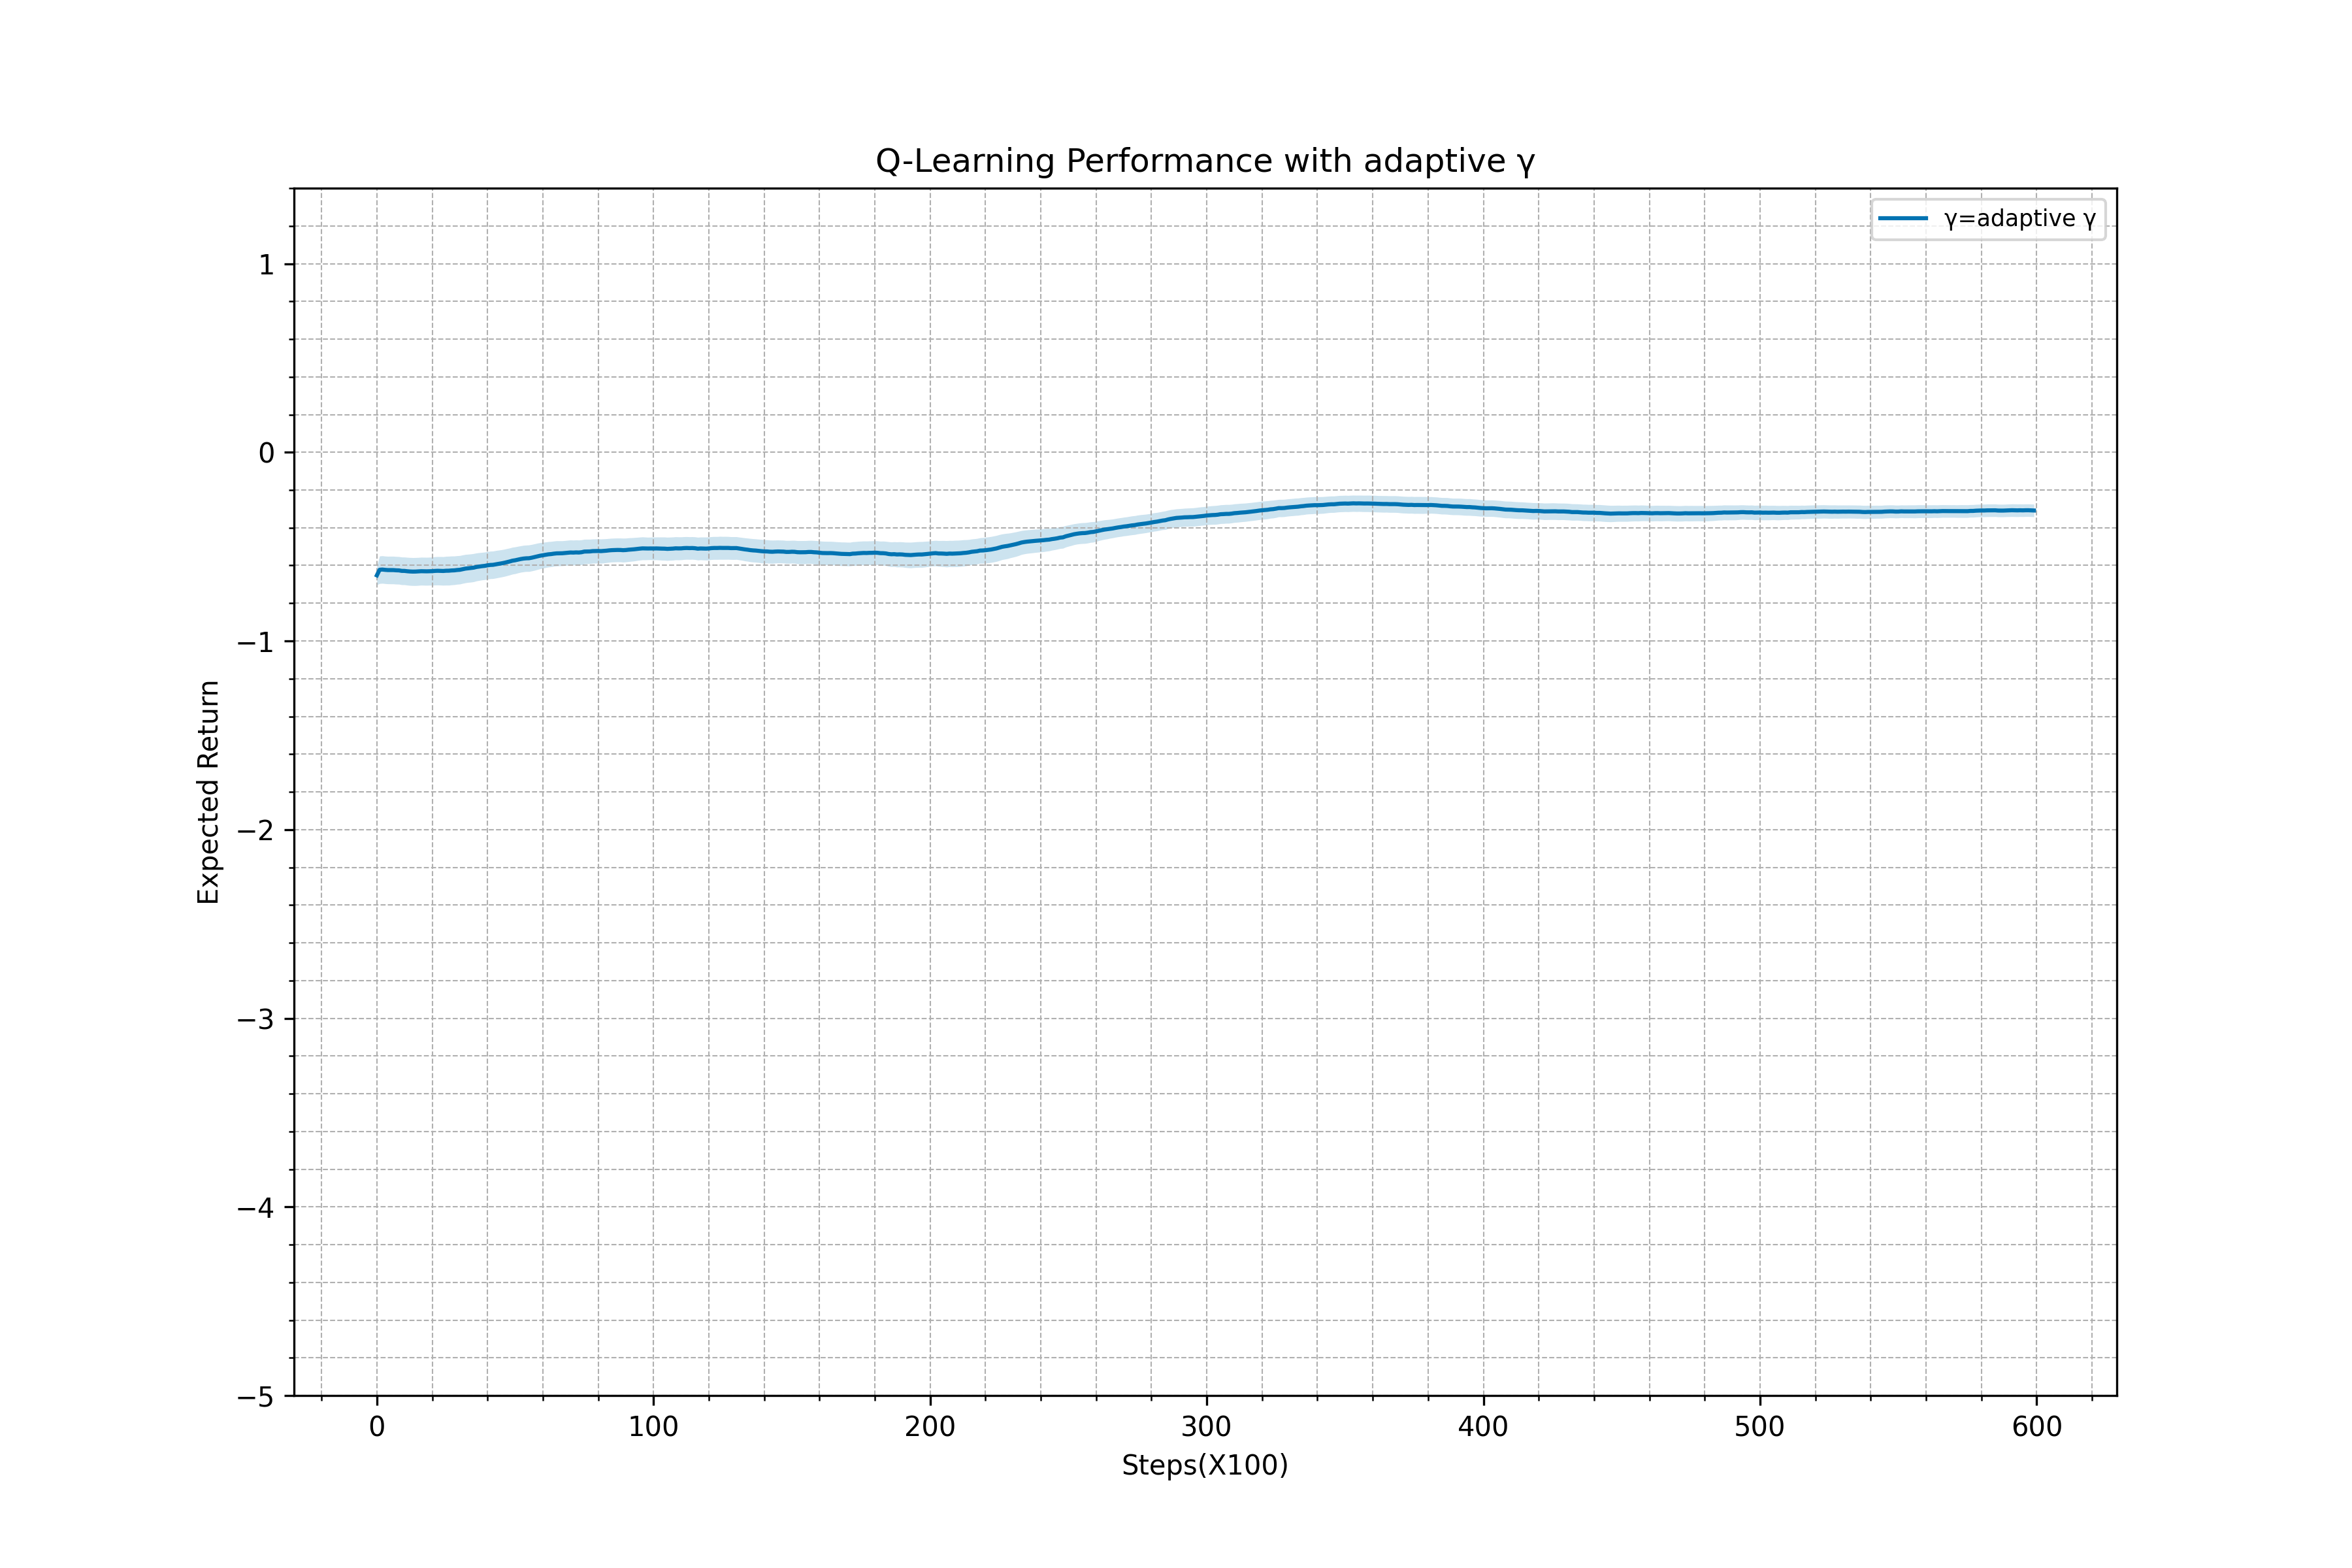 Q-Learning Performance with adaptive γ
γ=adaptive γ
Expected Return
1
0
−1
−2
−3
−4
−5
0 100 200 300 400 500 600
Steps(X100)